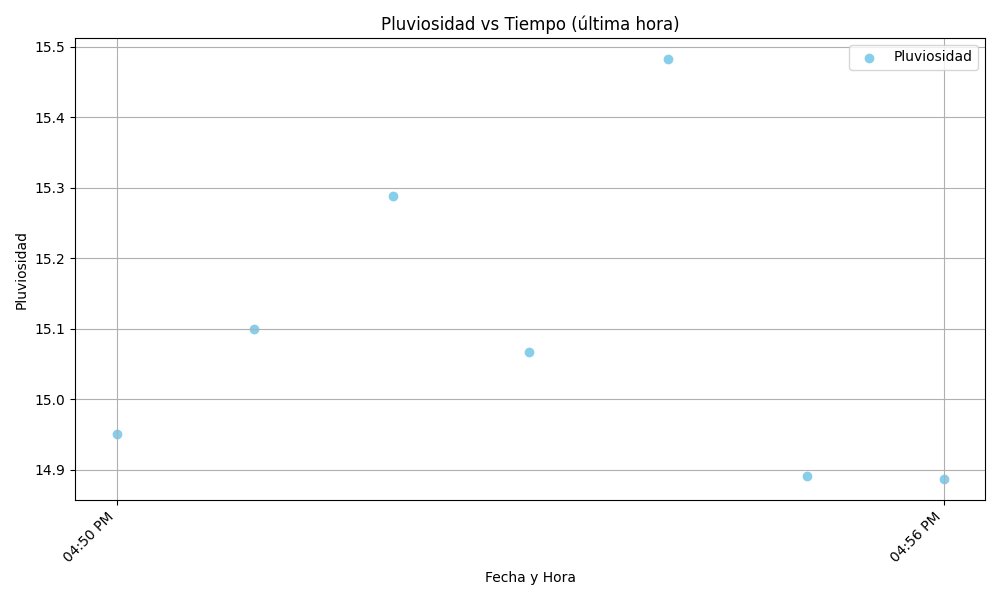 Pluviosidad vs Tiempo (última hora)
Pluviosidad
15.5
15.4
15.3
15.2
15.1
15.0
14.9
Pluviosidad
04:50 PM
04:56 PM
Fecha y Hora